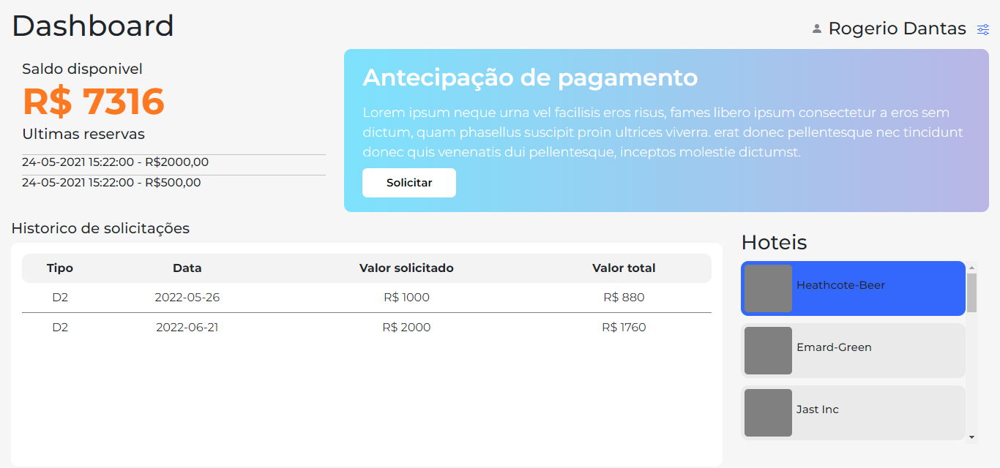 Dashboard
Rogerio Dantas
Saldo disponivel
R$ 7316
Ultimas reservas
24-05-2021 15:22:00 - R$2000,00
24-05-2021 15:22:00 - R$500,00
Antecipação de pagamento
Lorem ipsum neque urna vel facilisis eros risus, fames libero ipsum consectetur a eros sem
dictum, quam phasellus suscipit proin ultrices viverra. erat donec pellentesque nec tincidunt
donec quis venenatis dui pellentesque, inceptos molestie dictumst.
Solicitar
Historico de solicitações
Tipo Data Valor solicitado Valor total
D2 2022-05-26 R$ 1000 R$ 880
D2 2022-06-21 R$ 2000 R$ 1760
Hoteis
Heathcote-Beer
Emard-Green
Jast Inc